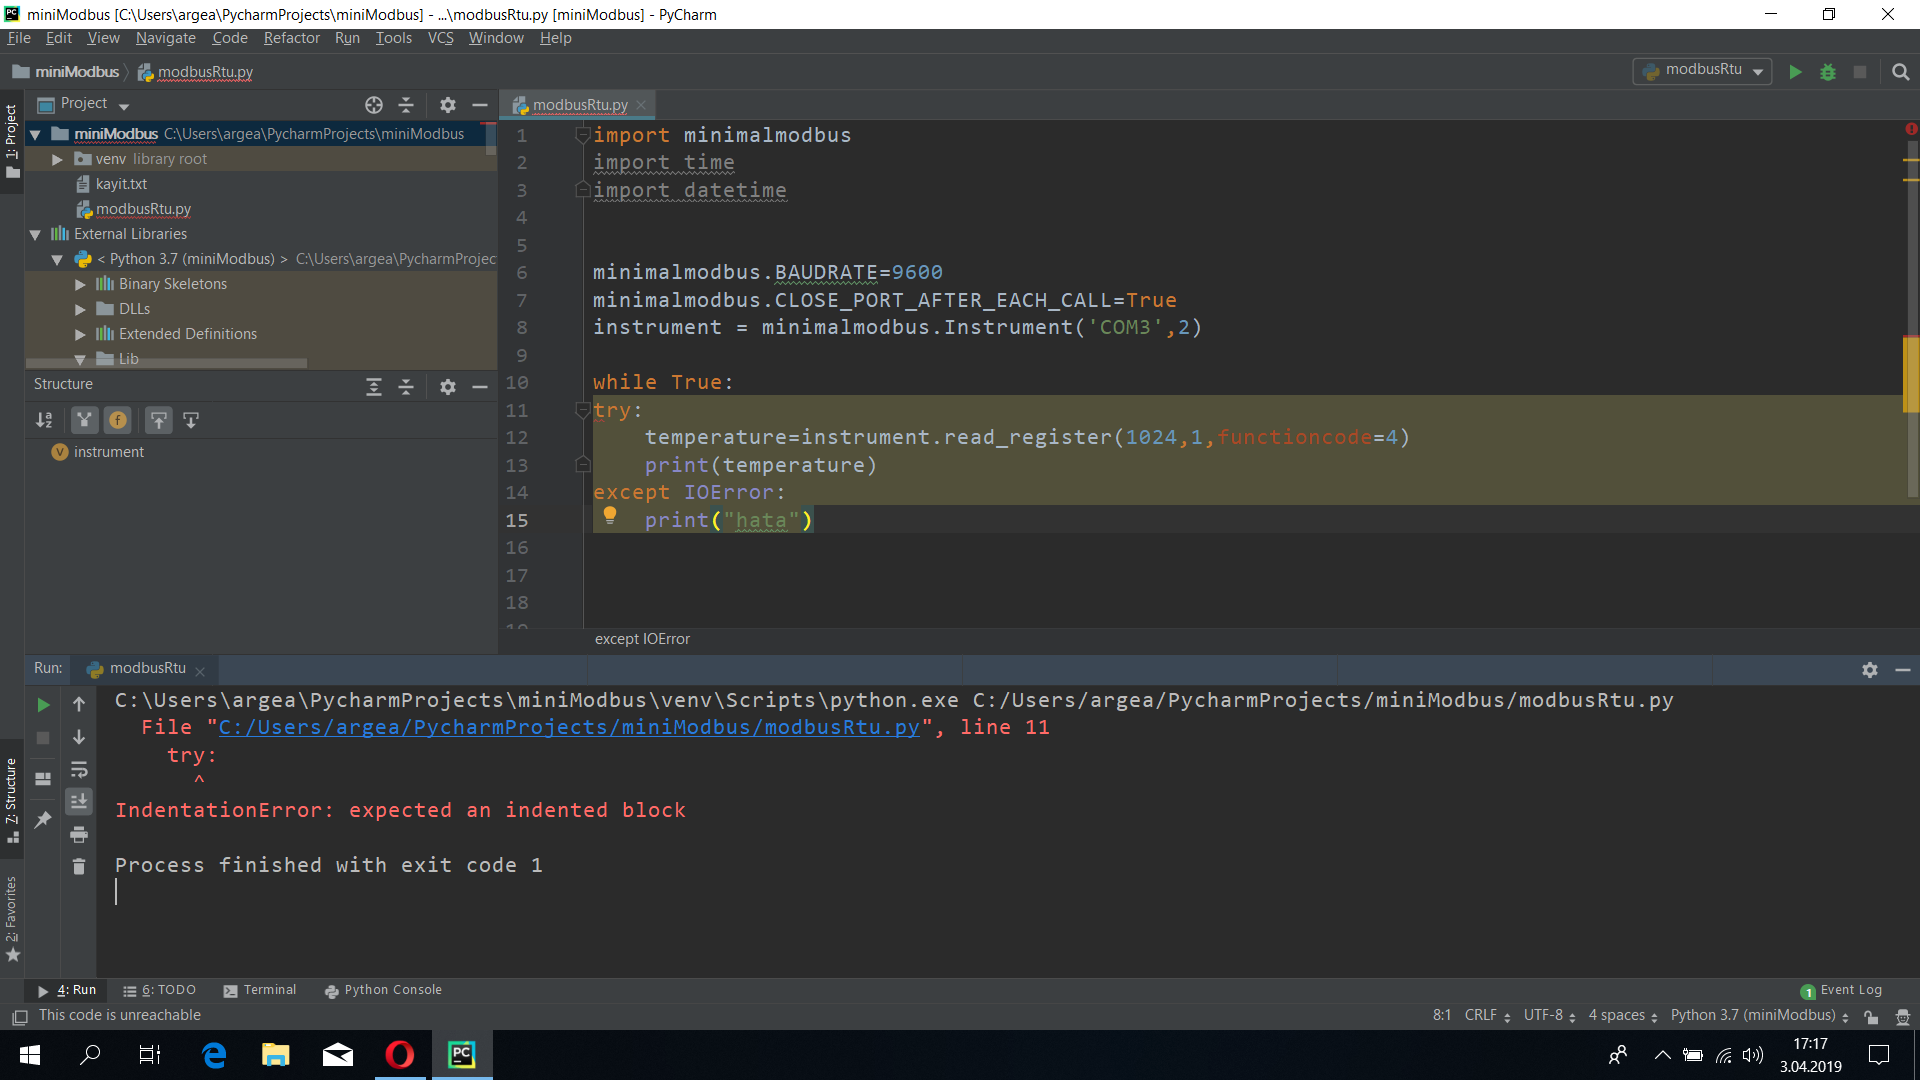 miniModbus [C:\Users\argea\PycharmProjects\miniModbus] - ...\modbusRtu.py [miniModbus] - PyCharm
File Edit View Navigate Code Refactor Run Tools VCS Window Help
miniModbus modbusRtu.py
modbusRtu
1: Project
Project
miniModbus C:\Users\argea\PycharmProjects\miniModbus
venv library root
kayit.txt
modbusRtu.py
External Libraries
< Python 3.7 (miniModbus) > C:\Users\argea\PycharmProjec
Binary Skeletons
DLLs
Extended Definitions
Lib
Structure
instrument
modbusRtu.py
1 import minimalmodbus
2 import time
3 import datetime
4
5
6 minimalmodbus.BAUDRATE=9600
7 minimalmodbus.CLOSE_PORT_AFTER_EACH_CALL=True
8 instrument = minimalmodbus.Instrument('COM3',2)
9
10 while True:
11 try:
12     temperature=instrument.read_register(1024,1,functioncode=4)
13     print(temperature)
14 except IOError:
15     print("hata")
16
17
18
except IOError
Run: modbusRtu
C:\Users\argea\PycharmProjects\miniModbus\venv\Scripts\python.exe C:/Users/argea/PycharmProjects/miniModbus/modbusRtu.py
  File "C:/Users/argea/PycharmProjects/miniModbus/modbusRtu.py", line 11
    try:
      ^
IndentationError: expected an indented block
Process finished with exit code 1
7: Structure
2: Favorites
4: Run 6: TODO Terminal Python Console
1 Event Log
This code is unreachable
8:1 CRLF UTF-8 4 spaces Python 3.7 (miniModbus)
17:17
3.04.2019